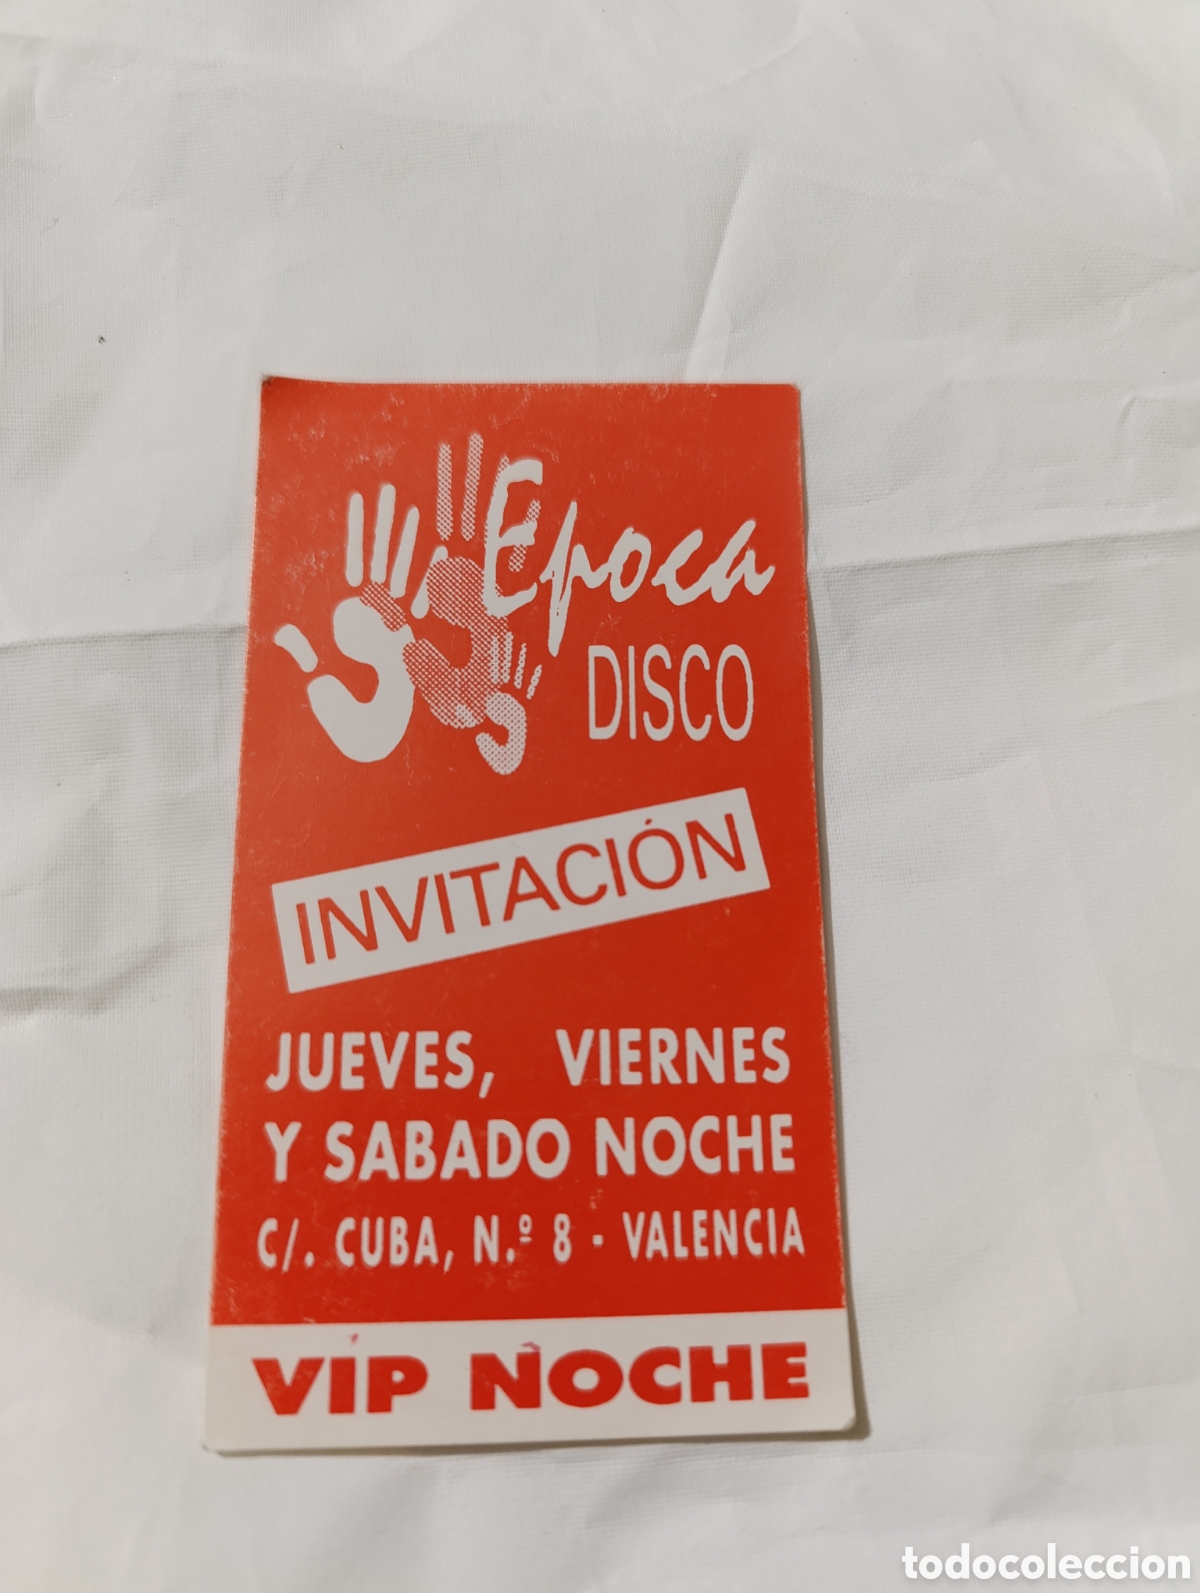 Epoca
DISCO
INVITACIÓN
JUEVES, VIERNES
Y SABADO NOCHE
C/. CUBA, N.º 8 - VALENCIA
VIP NOCHE
todocoleccion